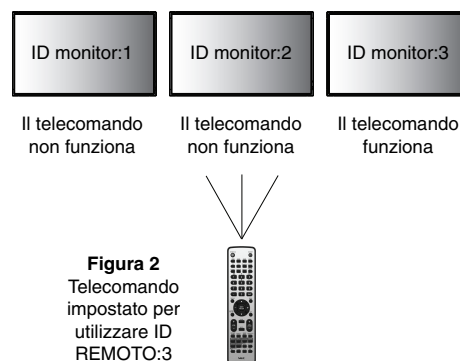 ID monitor:1
ID monitor:2
ID monitor:3
Il telecomando
non funziona
Il telecomando
non funziona
Il telecomando
funziona
Figura 2
Telecomando
impostato per
utilizzare ID
REMOTO:3